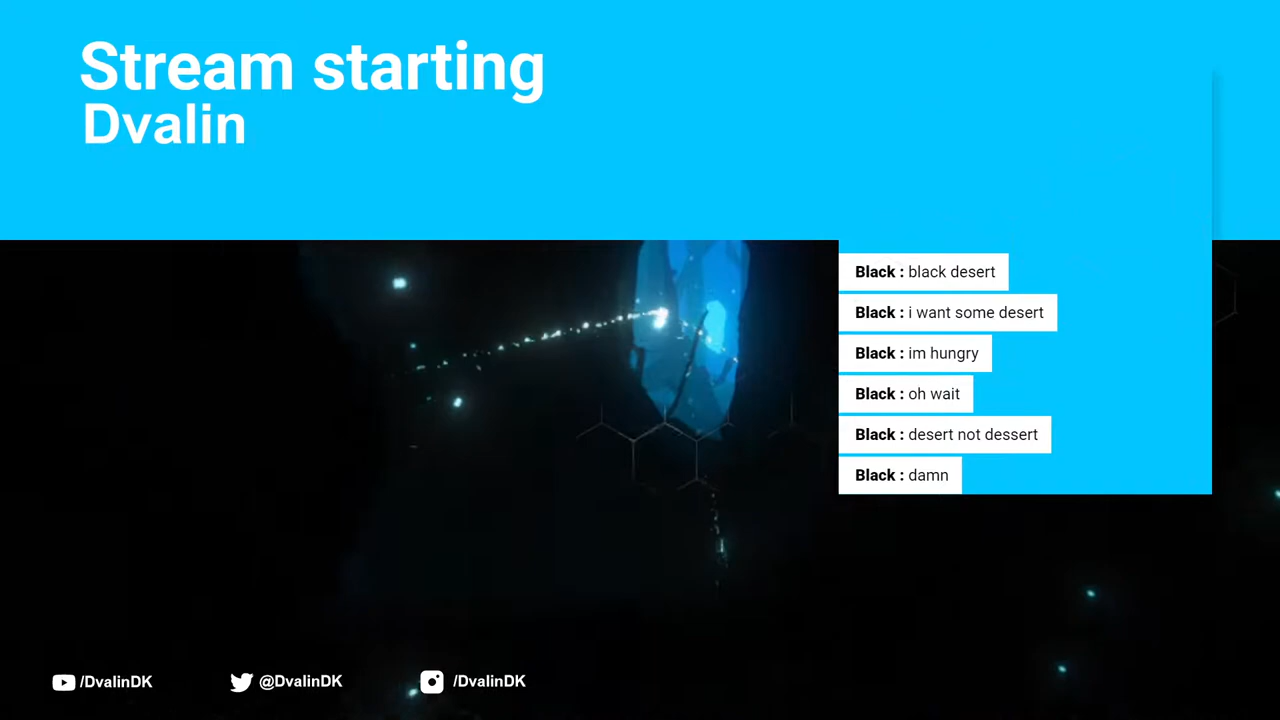 Stream starting
Dvalin
Black : black desert
Black : i want some desert
Black : im hungry
Black : oh wait
Black : desert not dessert
Black : damn
/DvalinDK
@DvalinDK
/DvalinDK